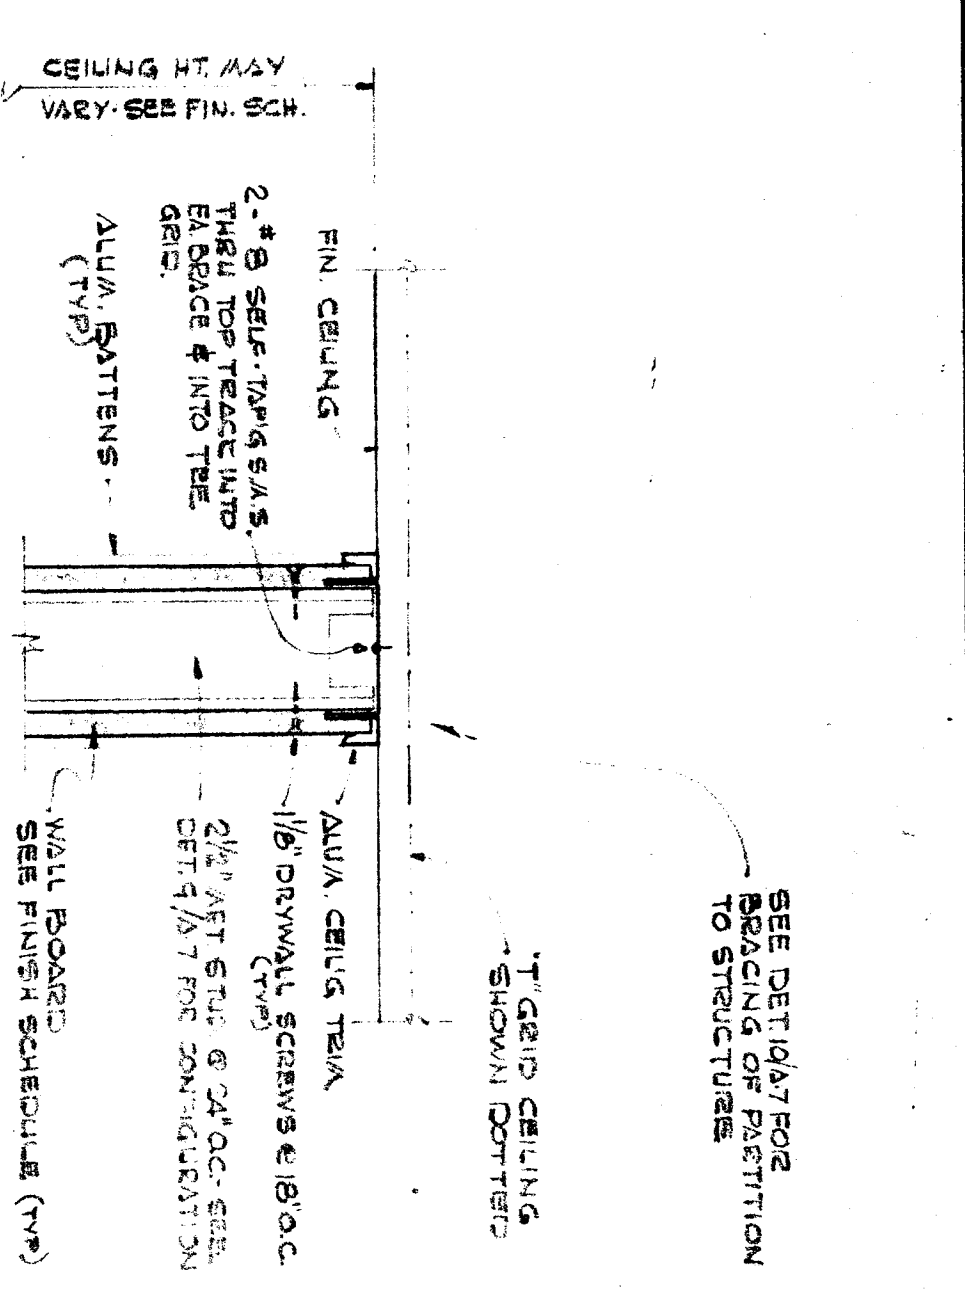 CEILING HT. MAY
VARY. SEE FIN. SCH.
SEE DET 10/A7 FOR
BRACING OF PARTITION
TO STRUCTURE
"T" GRID CEILING
SHOWN DOTTED
FIN. CEILING
2-#8 SELF-TAP'G S.M.S.
THRU TOP TRACK INTO
EA. BRACE & INTO TEE
GRID.
ALUM. BATTENS
(TYP)
ALUM. CEIL'G TRIM
1 1/8" DRYWALL SCREWS @ 18" O.C.
(TYP)
2 1/2" STUD @ 24" O.C. - SEE
DET. 9/A7 FOR CONFIGURATION
WALL BOARD
SEE FINISH SCHEDULE (TYP)